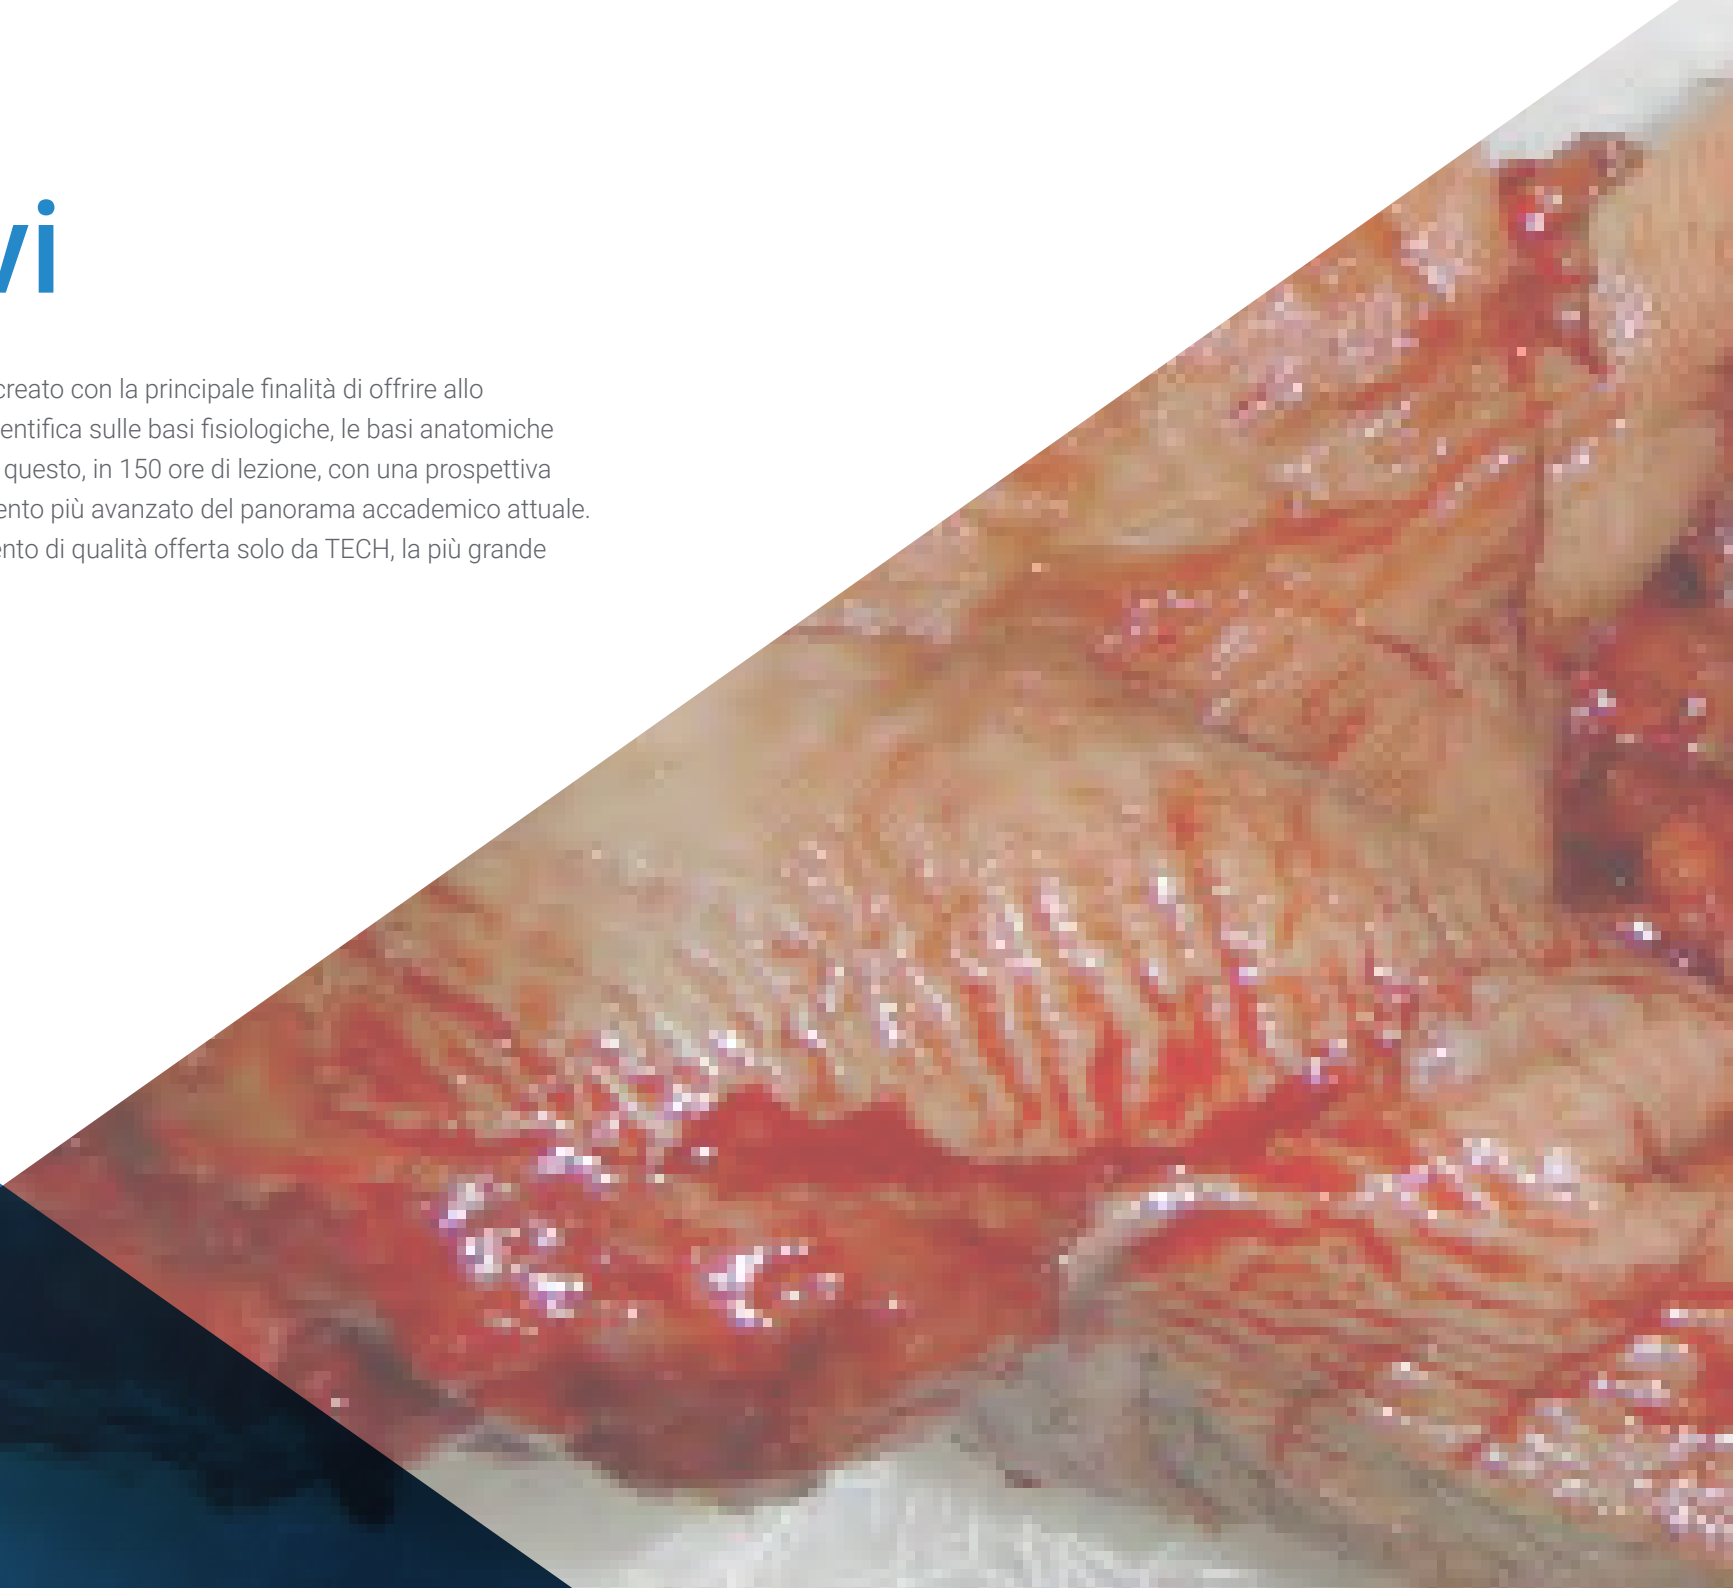 vi
creato con la principale finalità di offrire allo
entifica sulle basi fisiologiche, le basi anatomiche
questo, in 150 ore di lezione, con una prospettiva
ento più avanzato del panorama accademico attuale.
ento di qualità offerta solo da TECH, la più grande